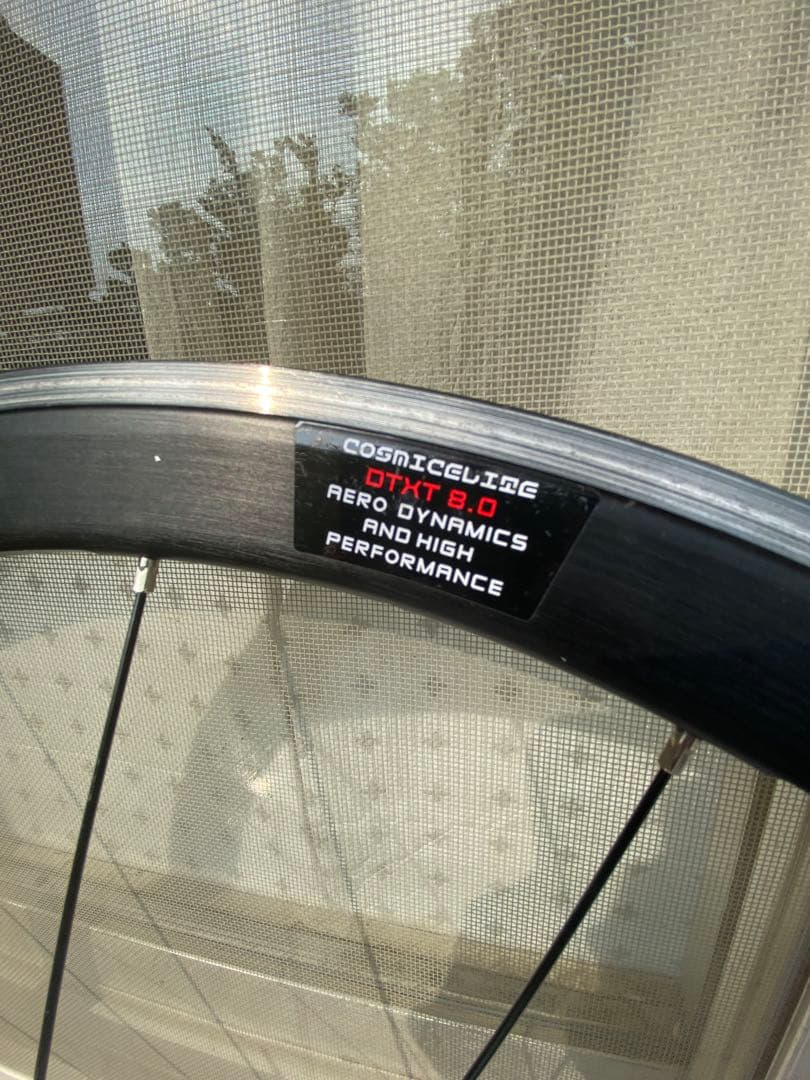 COSMICELITE
DTXT 8.0
AERO DYNAMICS
AND HIGH
PERFORMANCE